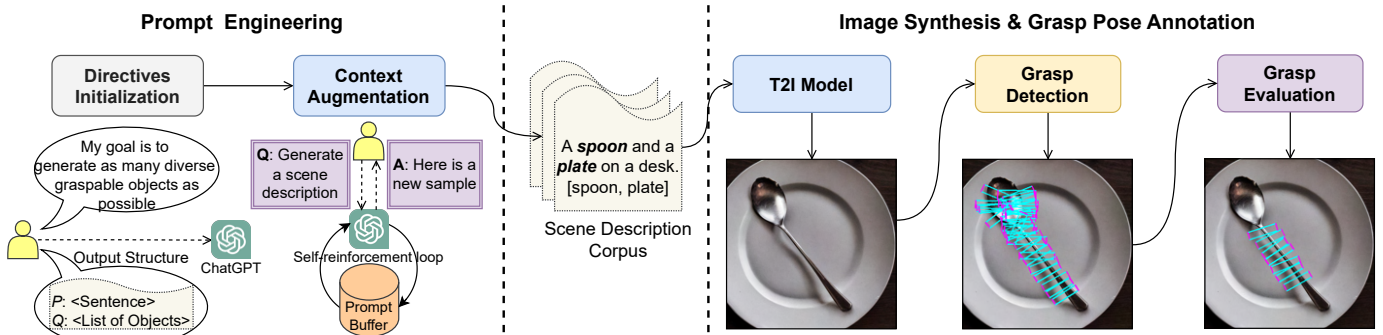 Prompt Engineering
Directives
Initialization
Context
Augmentation
My goal is to
generate as many diverse
graspable objects as
possible
Output Structure
ChatGPT
P: <Sentence>
Q: <List of Objects>
Q: Generate
a scene
description
A: Here is a
new sample
Self-reinforcement loop
Prompt
Buffer
A spoon and a
plate on a desk.
[spoon, plate]
Scene Description
Corpus
Image Synthesis & Grasp Pose Annotation
T2I Model
Grasp
Detection
Grasp
Evaluation